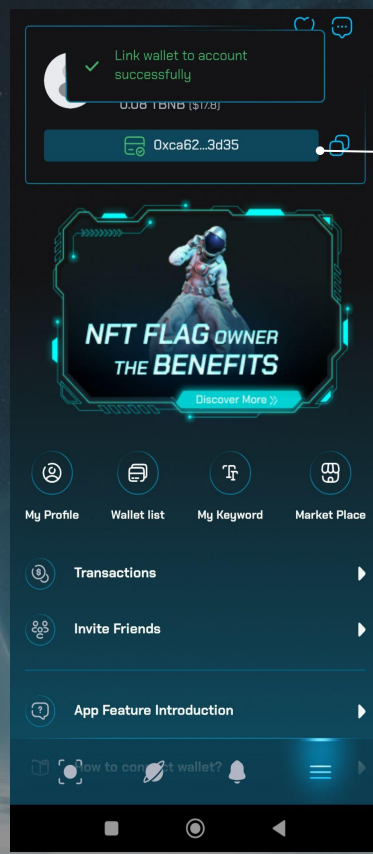 Link wallet to account
successfully
0.08 TBNB ($17.8)
0xca62...3d35
NFT FLAG OWNER
THE BENEFITS
Discover More
My Profile
Wallet list
My Keyword
Market Place
Transactions
Invite Friends
App Feature Introduction
How to connect wallet?